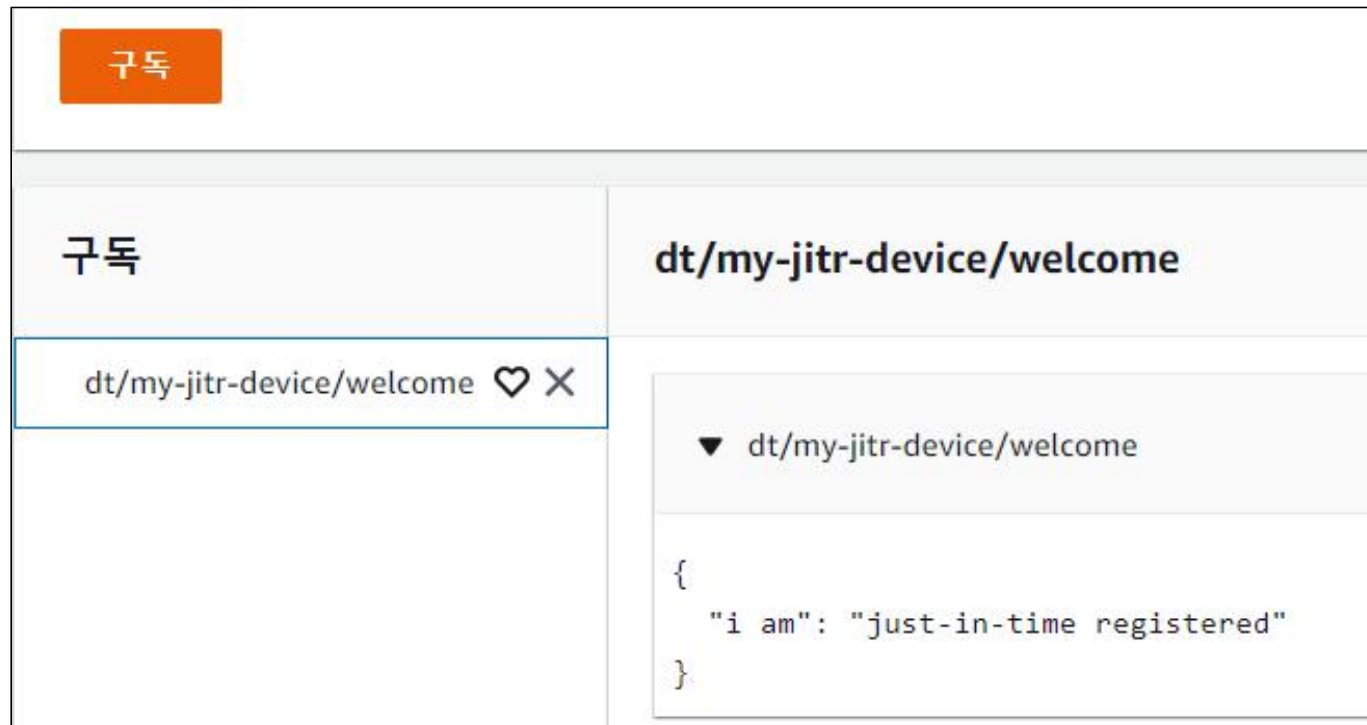 구독
구독
dt/my-jitr-device/welcome
dt/my-jitr-device/welcome
dt/my-jitr-device/welcome
{
"i am": "just-in-time registered"
}